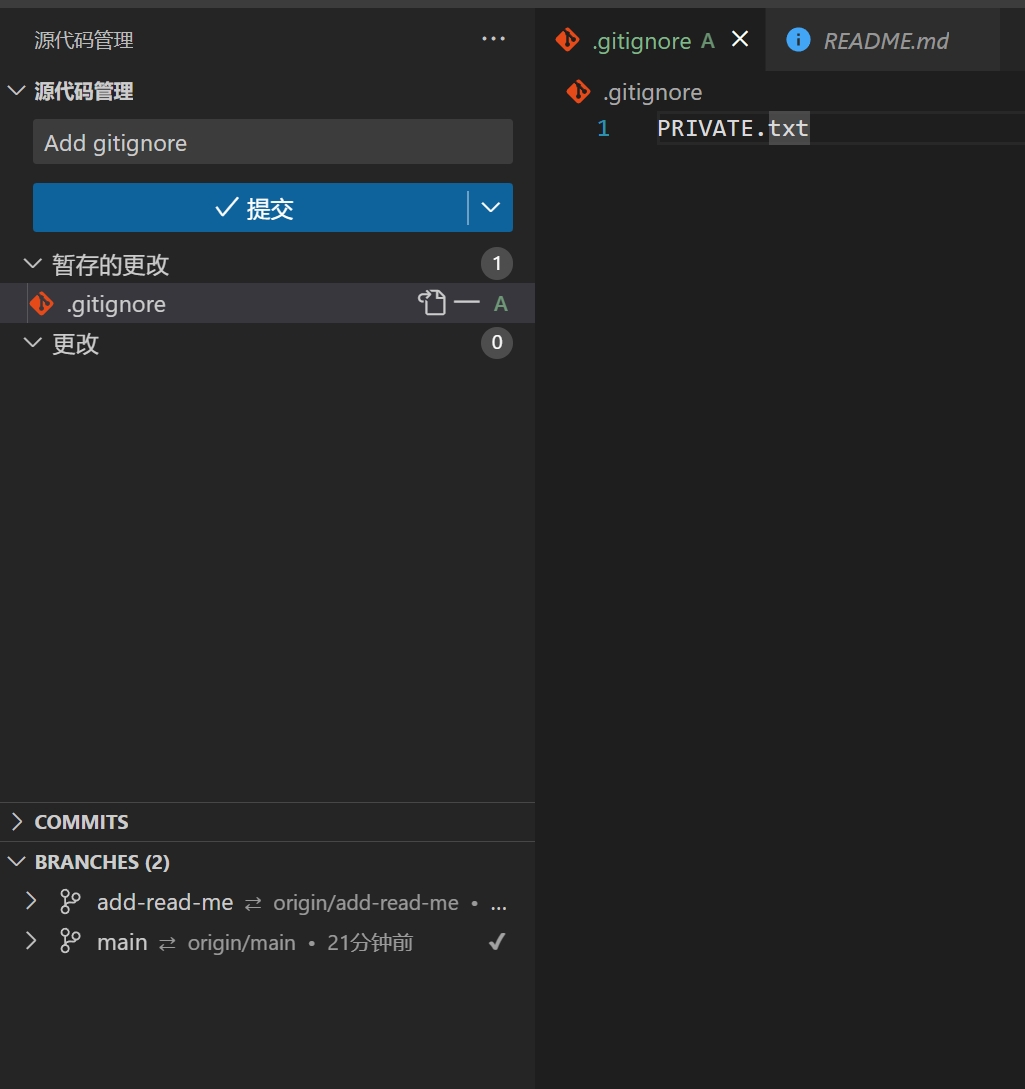 源代码管理
源代码管理
Add gitignore
提交
暂存的更改 1
.gitignore A
更改 0
COMMITS
BRANCHES (2)
add-read-me ⇄ origin/add-read-me • ...
main ⇄ origin/main • 21分钟前 ✓
.gitignore A README.md
.gitignore
1 PRIVATE.txt